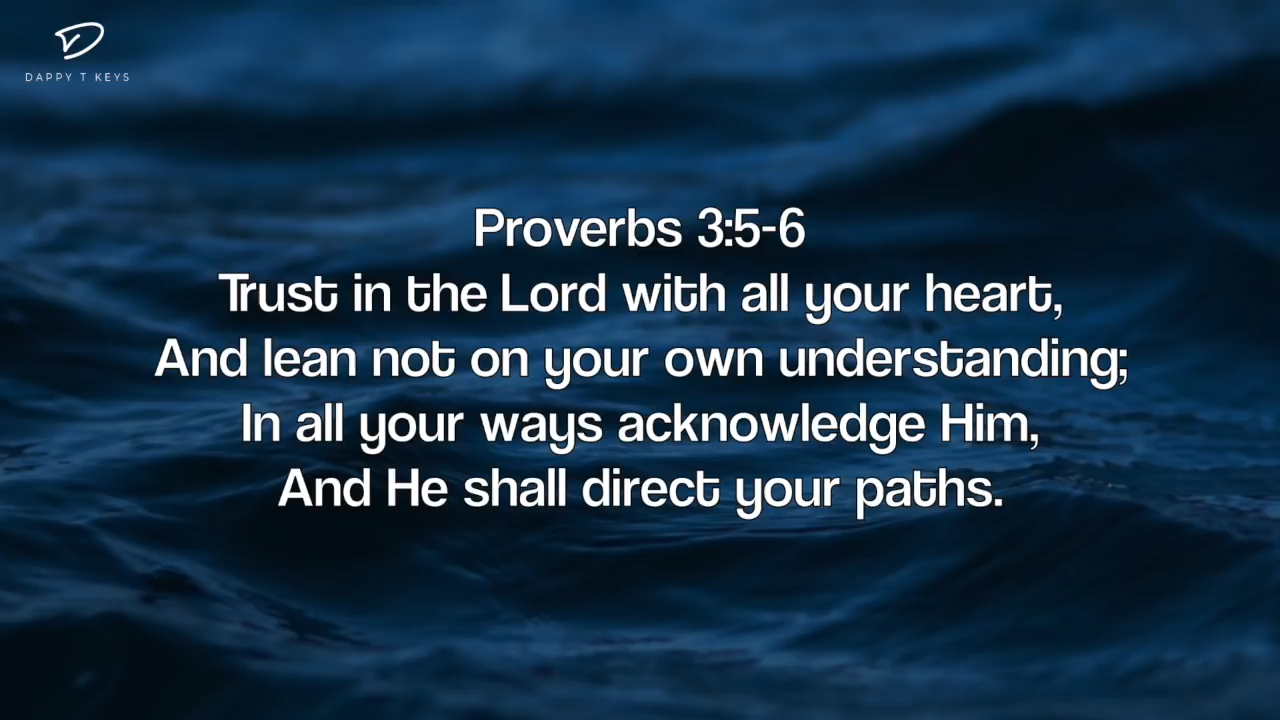 DAPPY T KEYS
Proverbs 3:5-6
Trust in the Lord with all your heart,
And lean not on your own understanding;
In all your ways acknowledge Him,
And He shall direct your paths.